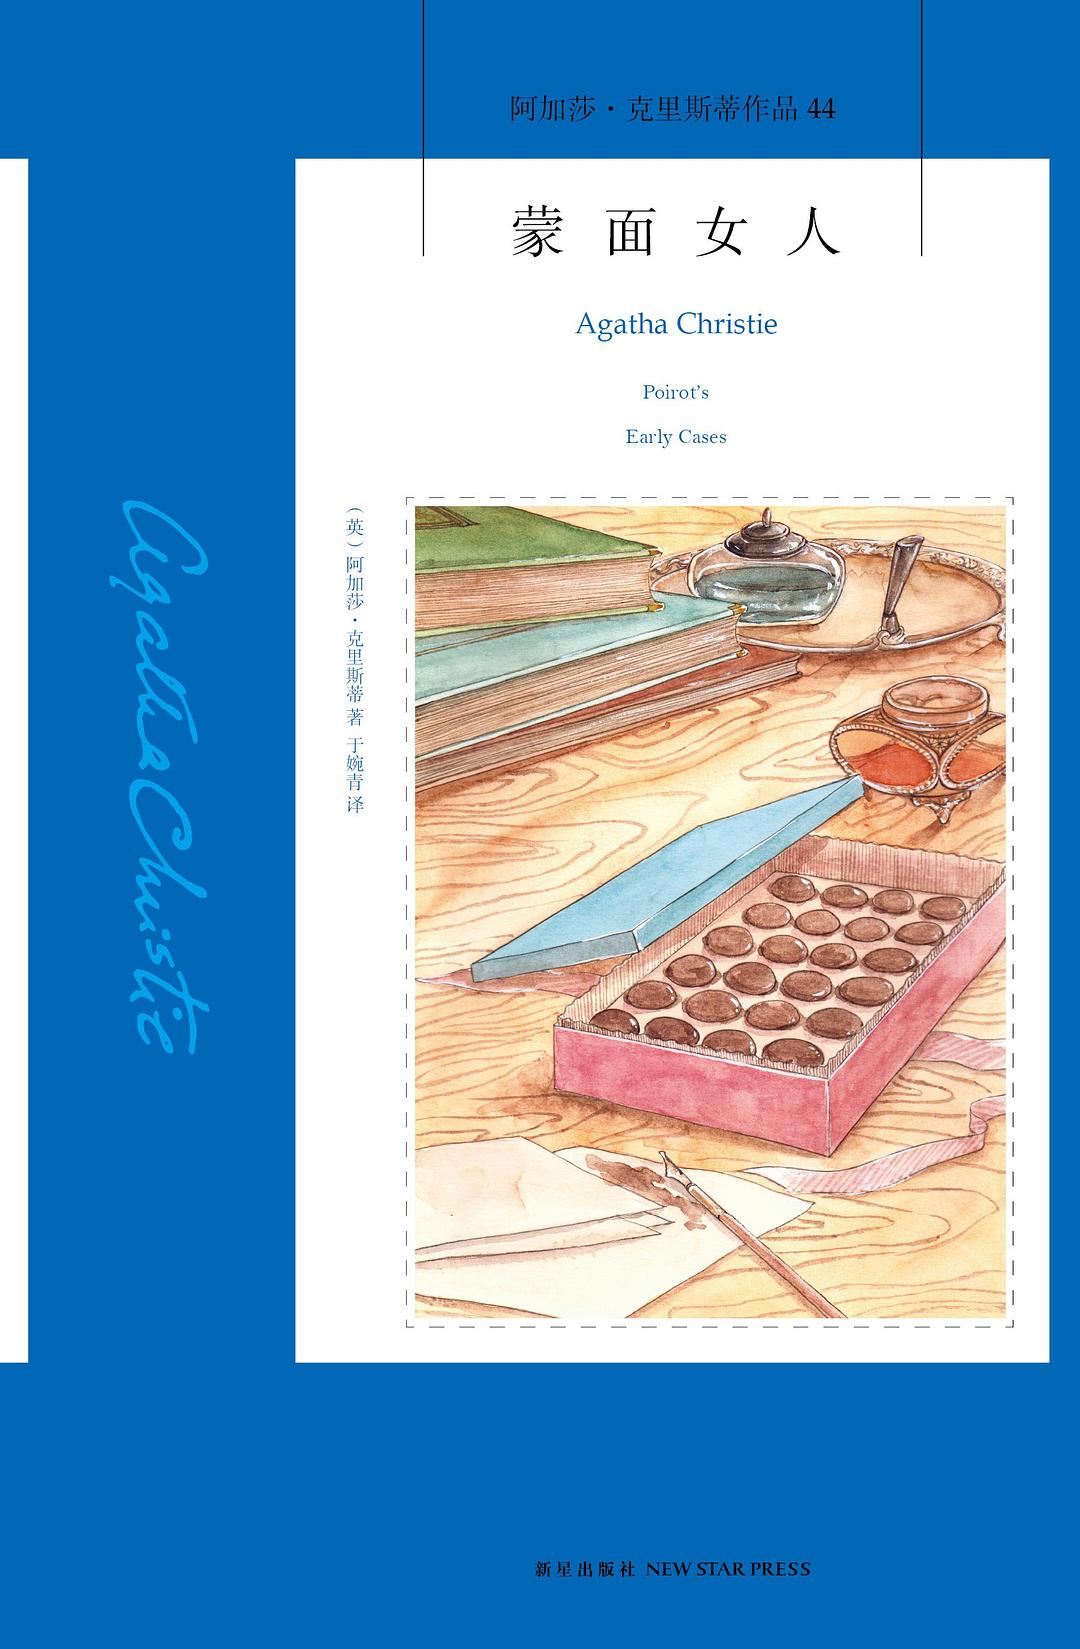 阿加莎·克里斯蒂作品 44
蒙面女人
Agatha Christie
Poirot's
Early Cases
（英）阿加莎·克里斯蒂 著 于婉青 译
Agatha Christie
新星出版社 NEW STAR PRESS